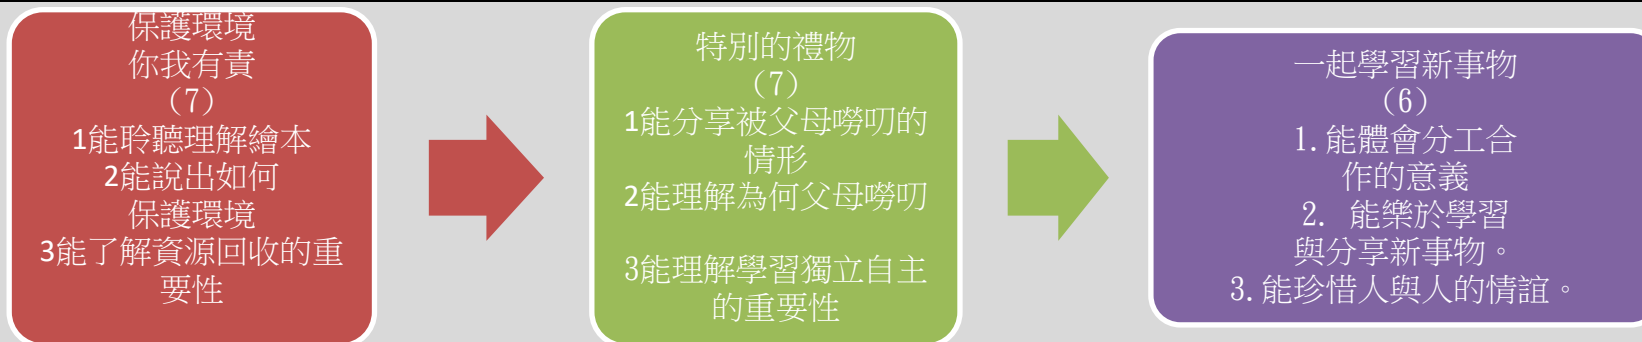 保護環境
你我有責
（7）
1能聆聽理解繪本
2能說出如何
保護環境
3能了解資源回收的重
要性
特別的禮物
（7）
1能分享被父母嘮叨的
情形
2能理解為何父母嘮叨
3能理解學習獨立自主
的重要性
一起學習新事物
（6）
1.能體會分工合
作的意義
2. 能樂於學習
與分享新事物。
3.能珍惜人與人的情誼。